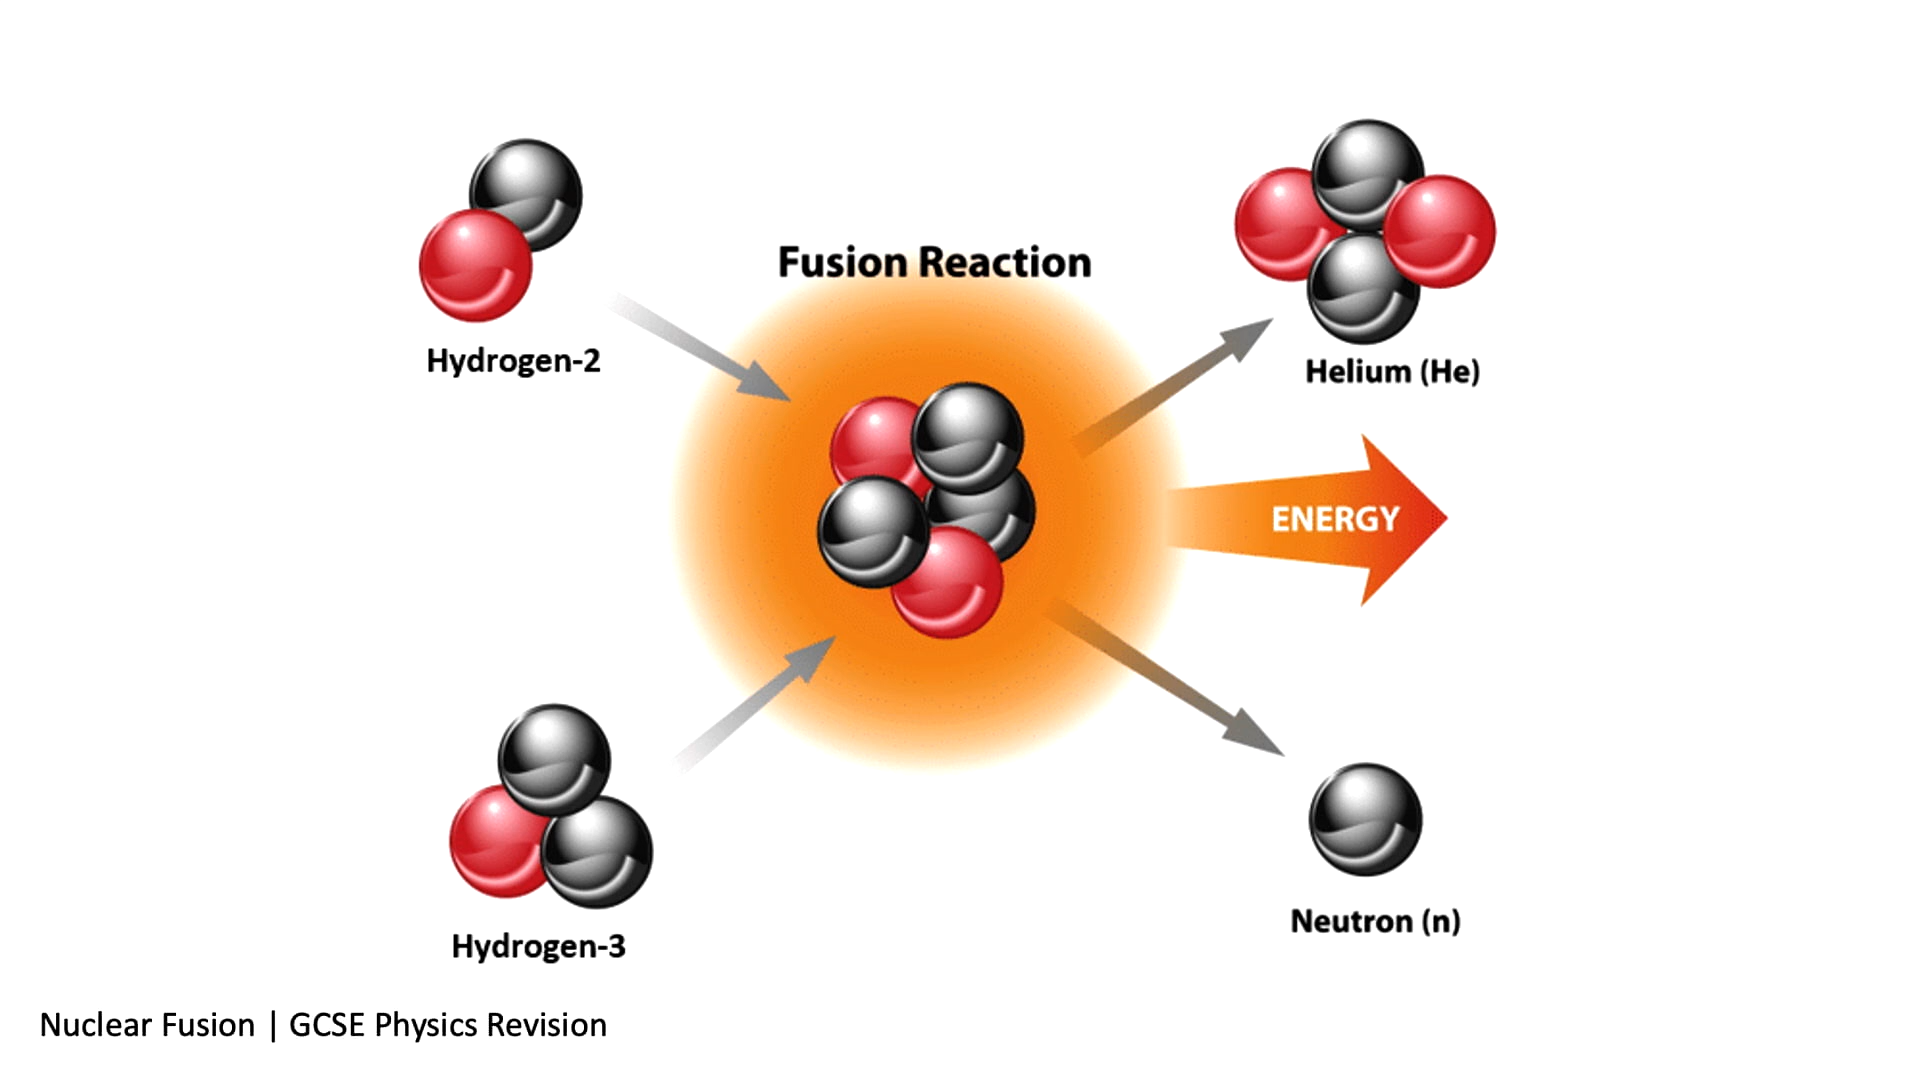 Fusion Reaction
Hydrogen-2
Helium (He)
ENERGY
Hydrogen-3
Neutron (n)
Nuclear Fusion | GCSE Physics Revision